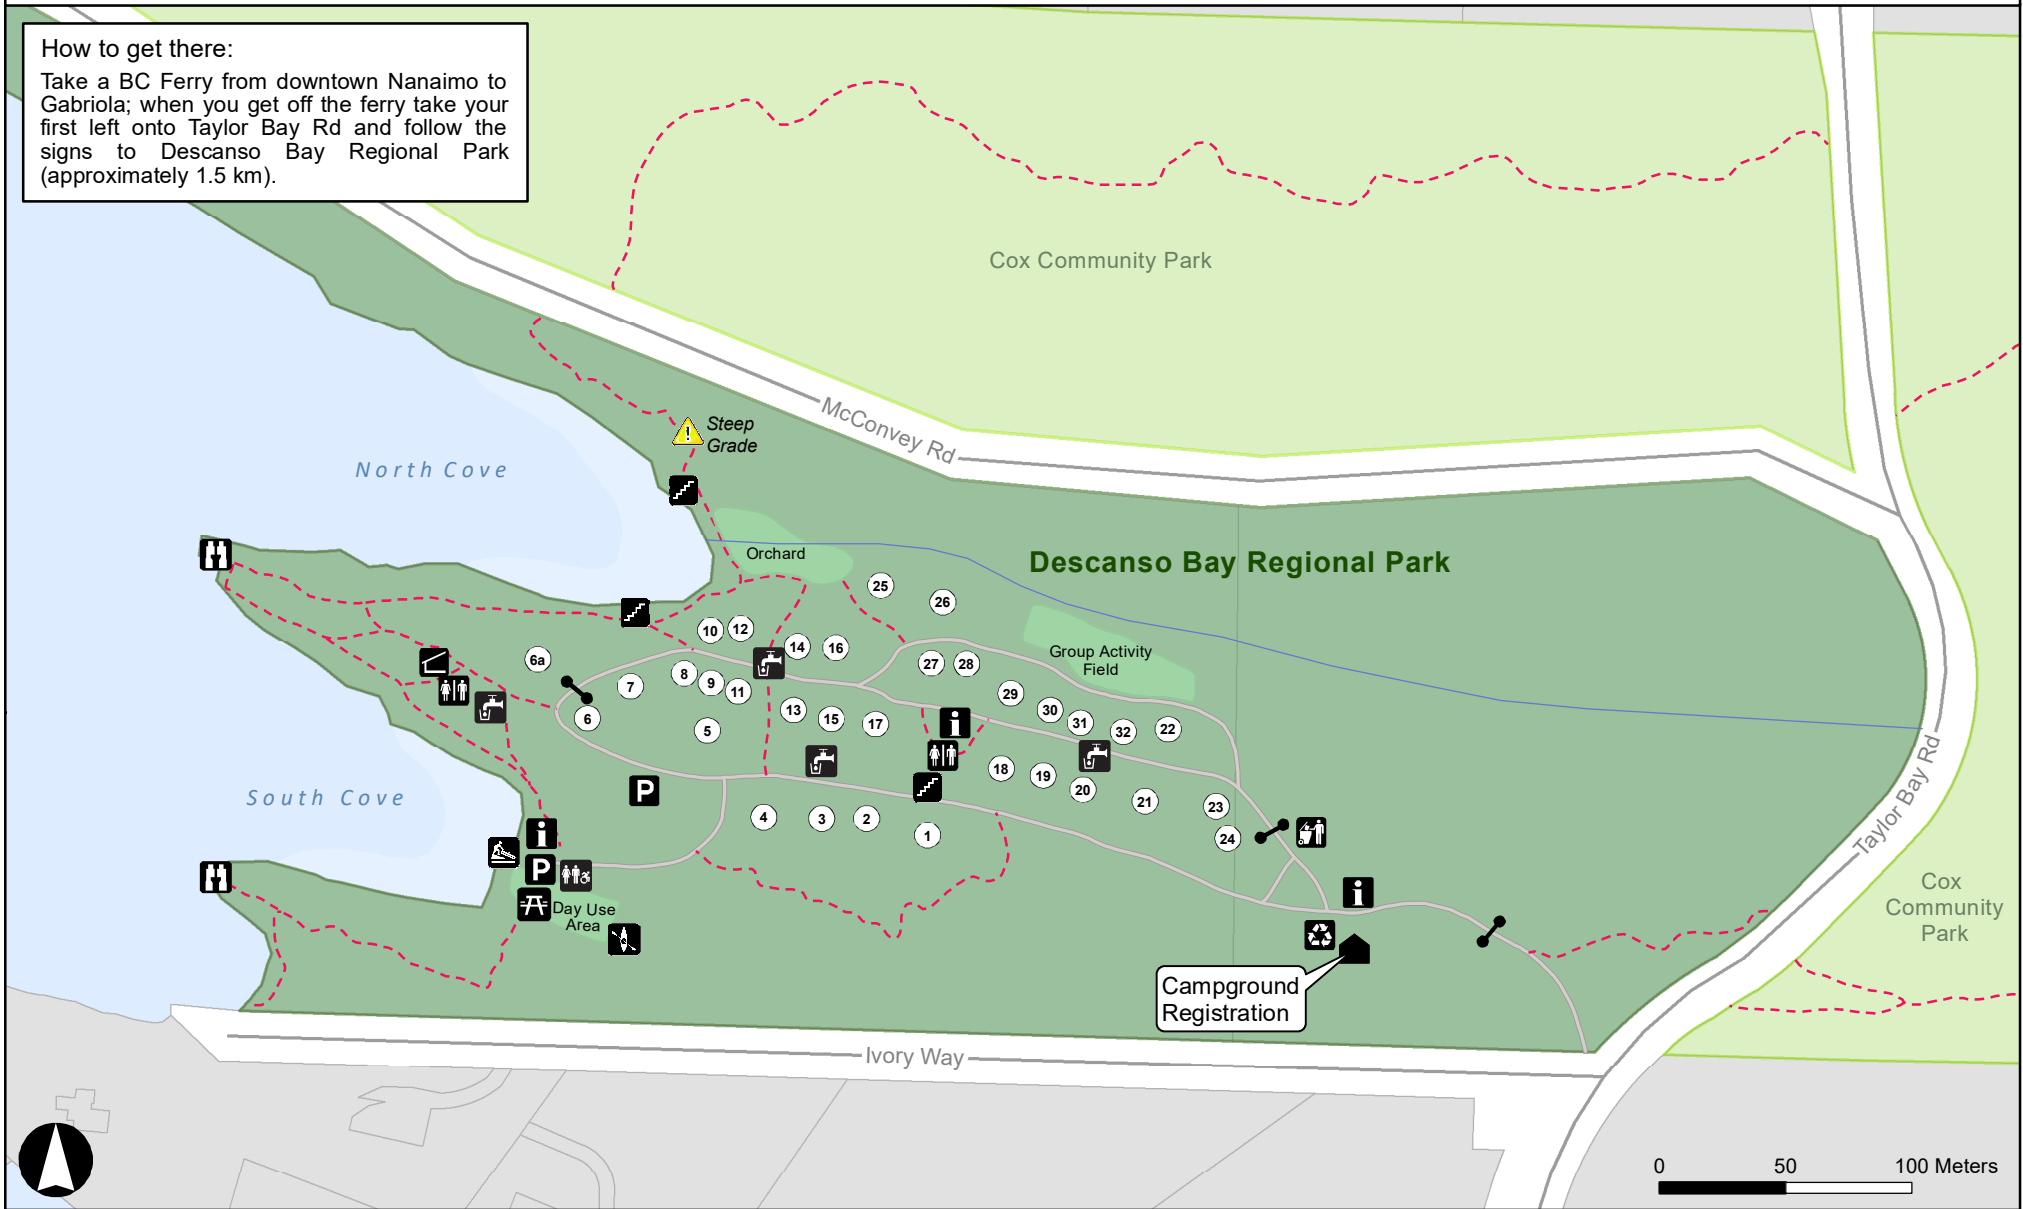 How to get there:
Take a BC Ferry from downtown Nanaimo to
Gabriola; when you get off the ferry take your
first left onto Taylor Bay Rd and follow the
signs to Descanso Bay Regional Park
(approximately 1.5 km).
Cox Community Park
McConvey Rd
Steep
Grade
North Cove
Orchard
Descanso Bay Regional Park
25
26
10
12
14
16
6a
27
28
Group Activity
Field
8
9
11
7
29
13
15
17
30
31
32
22
6
5
i
18
19
20
21
23
24
P
4
3
2
1
South Cove
i
P
Day Use
Area
i
Taylor Bay Rd
Cox
Community
Park
Campground
Registration
Ivory Way
0 50 100 Meters